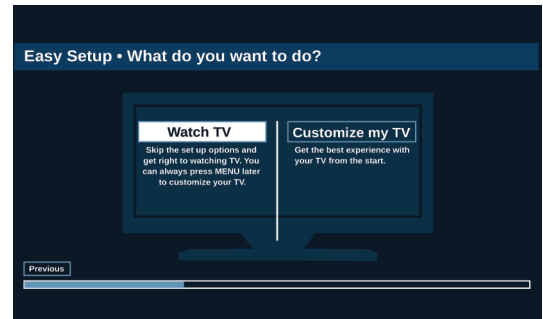 Easy Setup • What do you want to do?
Watch TV
Skip the set up options and
get right to watching TV. You
can always press MENU later
to customize your TV.
Customize my TV
Get the best experience with
your TV from the start.
Previous